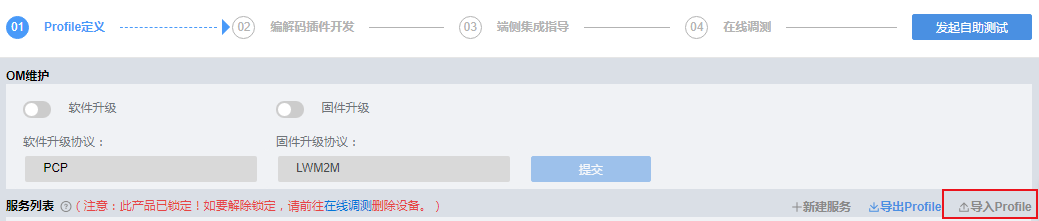 01 Profile定义 02 编解码插件开发 03 端侧集成指导 04 在线调测 发起自助测试
OM维护
软件升级 固件升级
软件升级协议： 固件升级协议：
PCP LWM2M 提交
服务列表 ?（注意：此产品已锁定！如要解除锁定，请前往在线调测删除设备。） +新建服务 导出Profile 导入Profile